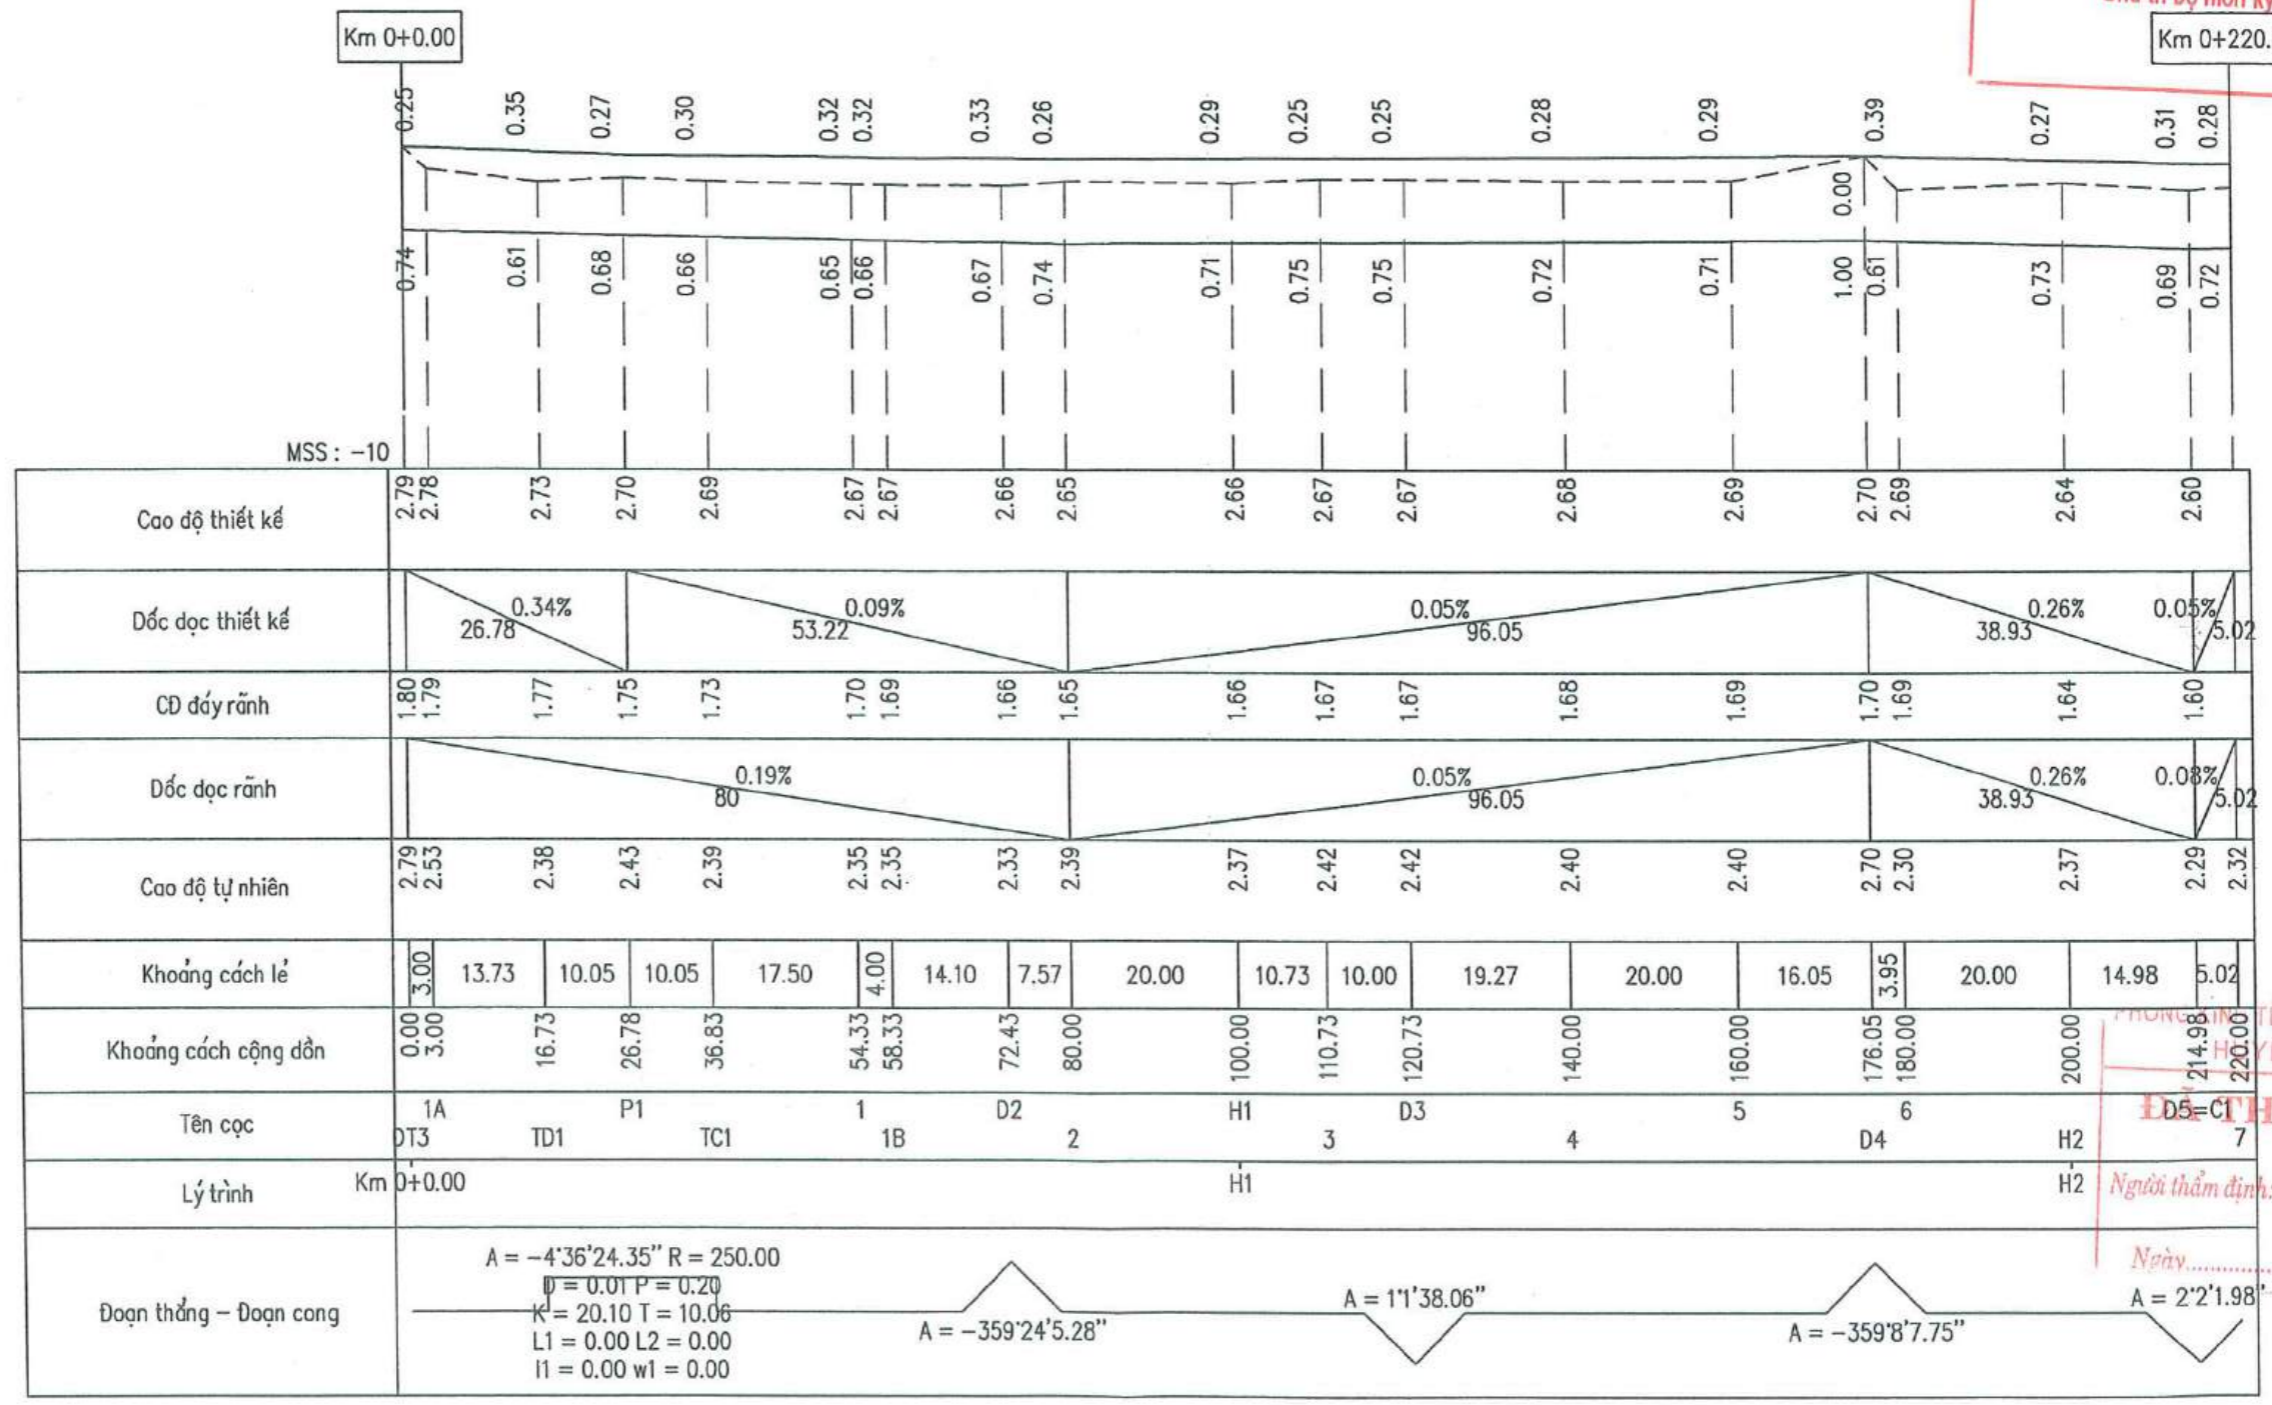 Km 0+0.00
Km 0+220.
0.25 0.35 0.27 0.30 0.32 0.32 0.33 0.26 0.29 0.25 0.25 0.28 0.29 0.39 0.27 0.31 0.28
0.00
0.74 0.61 0.68 0.66 0.65 0.66 0.67 0.74 0.71 0.75 0.75 0.72 0.71 1.00 0.61 0.73 0.69 0.72
MSS : -10
Cao độ thiết kế 2.79 2.78 2.73 2.70 2.69 2.67 2.67 2.66 2.65 2.66 2.67 2.67 2.68 2.69 2.70 2.69 2.64 2.60
Dốc dọc thiết kế
0.34% 0.09% 0.05% 0.26% 0.05%
26.78 53.22 96.05 38.93 5.02
CĐ đáy rãnh 1.80 1.79 1.77 1.75 1.73 1.70 1.69 1.66 1.65 1.66 1.67 1.67 1.68 1.69 1.70 1.69 1.64 1.60
Dốc dọc rãnh
0.19% 0.05% 0.26% 0.08%
80 96.05 38.93 5.02
Cao độ tự nhiên 2.79 2.53 2.38 2.43 2.39 2.35 2.35 2.33 2.39 2.37 2.42 2.42 2.40 2.40 2.70 2.30 2.37 2.29 2.32
Khoảng cách lẻ 3.00 13.73 10.05 10.05 17.50 4.00 14.10 7.57 20.00 10.73 10.00 19.27 20.00 16.05 3.95 20.00 14.98 5.02
Khoảng cách cộng dồn 0.00 3.00 16.73 26.78 36.83 54.33 58.33 72.43 80.00 100.00 110.73 120.73 140.00 160.00 176.05 180.00 200.00 214.98 220.00
Tên cọc
1A P1 1 D2 H1 D3 5 6 D5=C1
DT3 TD1 TC1 1B 2 3 4 D4 H2 7
Lý trình Km 0+0.00 H1 H2
Người thẩm định:
Ngày..............
Đoạn thẳng - Đoạn cong
A = -4°36'24.35" R = 250.00
D = 0.01 P = 0.20
K = 20.10 T = 10.06
L1 = 0.00 L2 = 0.00
I1 = 0.00 w1 = 0.00
A = -359°24'5.28"
A = 1°1'38.06"
A = -359°8'7.75"
A = 2°2'1.98"